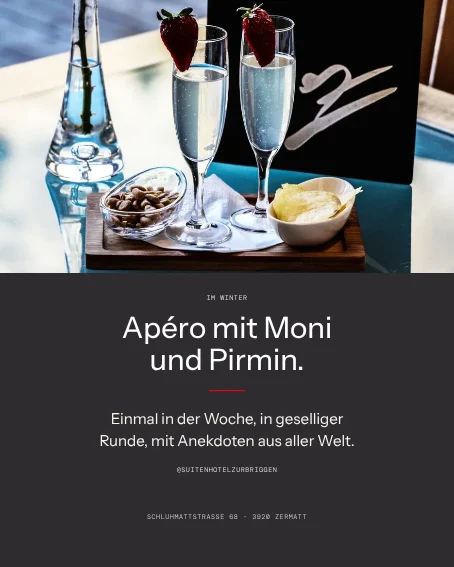 IM WINTER
Apéro mit Moni
und Pirmin.
Einmal in der Woche, in geselliger
Runde, mit Anekdoten aus aller Welt.
@SUITENHOTELZURBRIGGEN
SCHLUHMATTSTRASSE 68 · 3920 ZERMATT